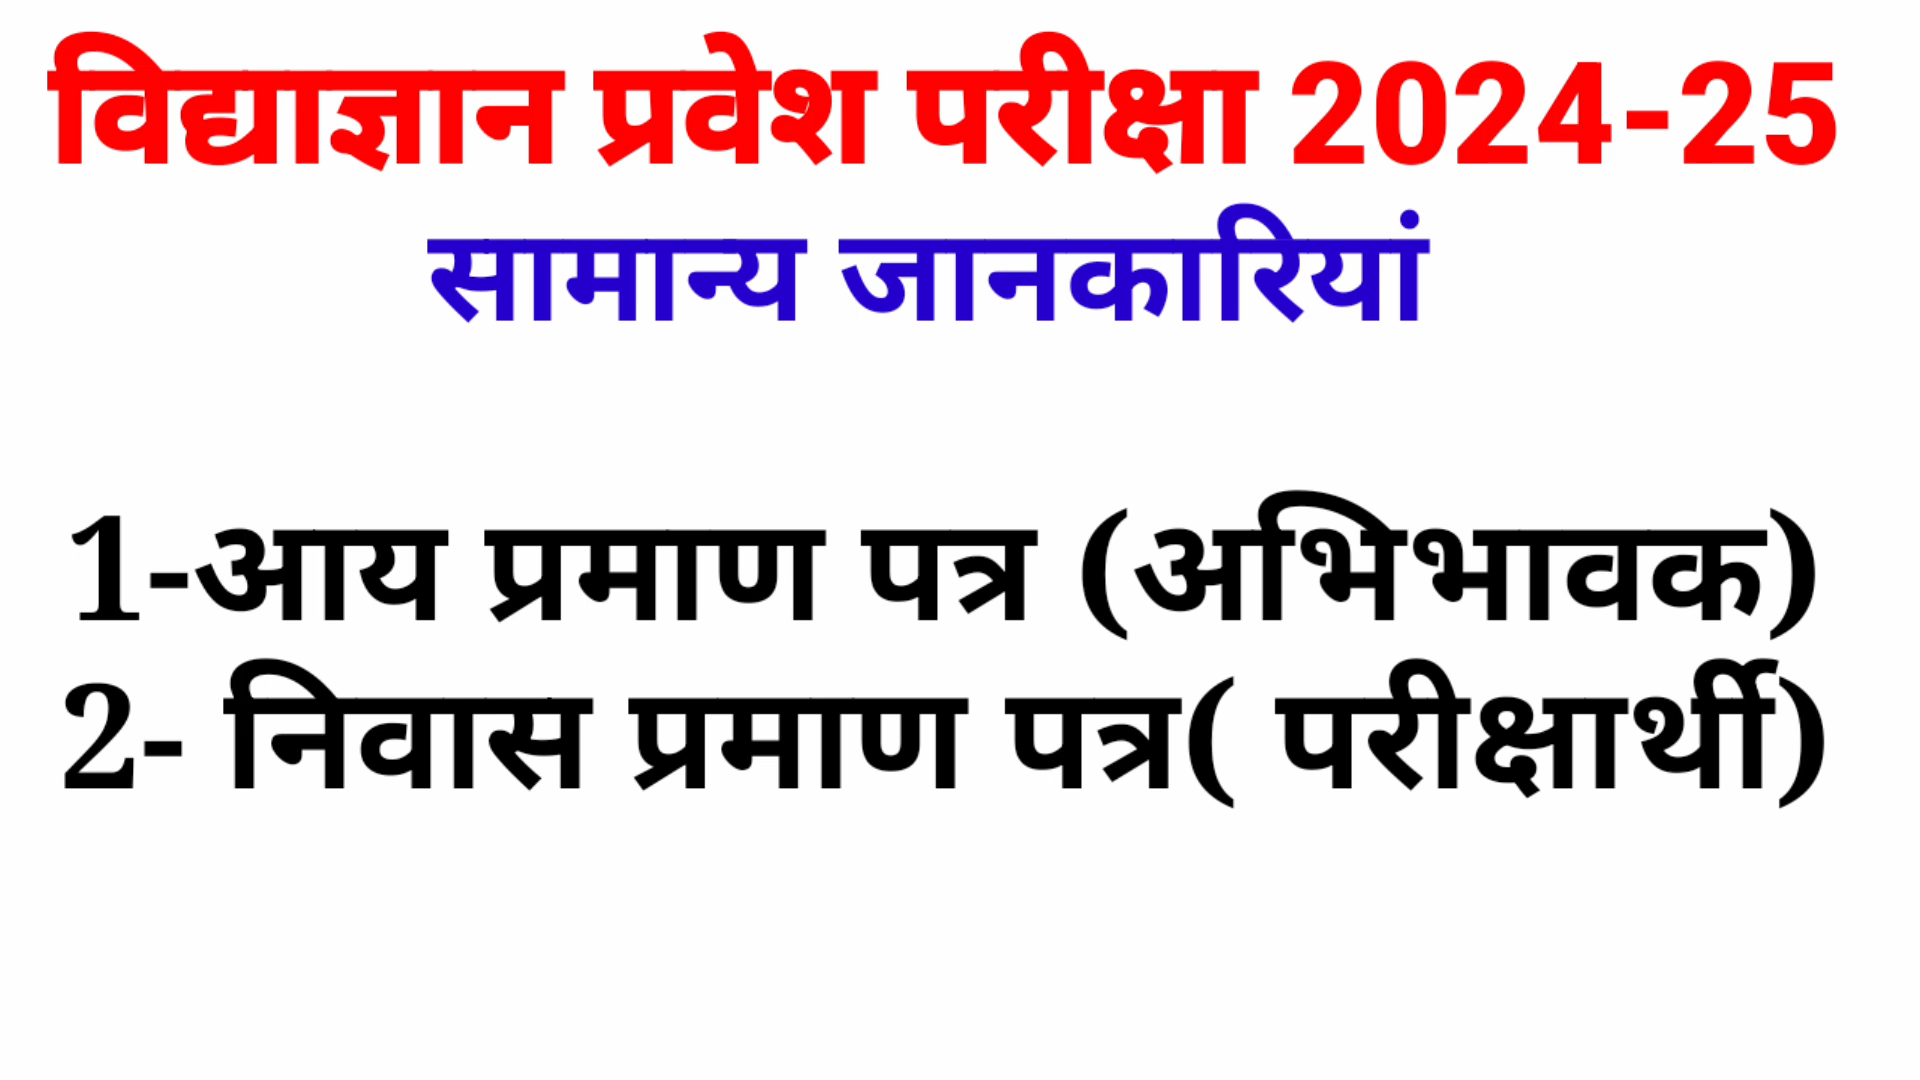 विद्याज्ञान प्रवेश परीक्षा 2024-25
सामान्य जानकारियां
1-आय प्रमाण पत्र (अभिभावक)
2- निवास प्रमाण पत्र( परीक्षार्थी)